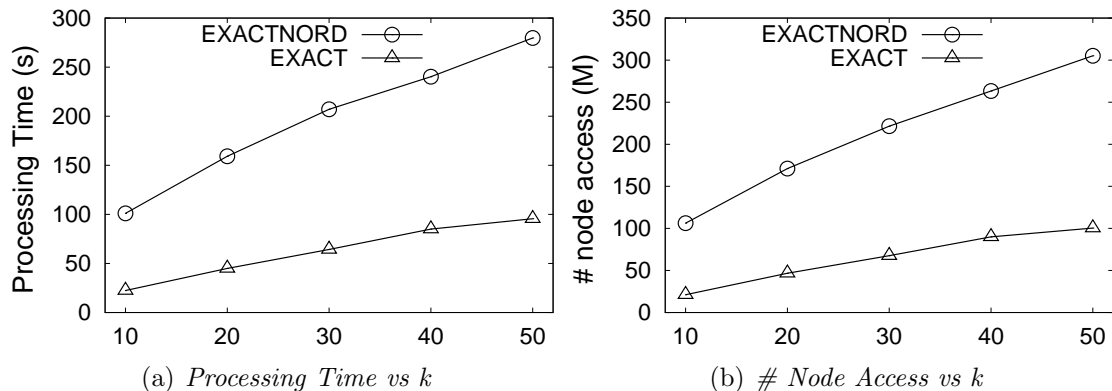 Processing Time (s)
300
250
200
150
100
50
0
EXACTNORD
EXACT
10 20 30 40 50
(a) Processing Time vs k
# node access (M)
350
300
250
200
150
100
50
0
EXACTNORD
EXACT
10 20 30 40 50
(b) # Node Access vs k